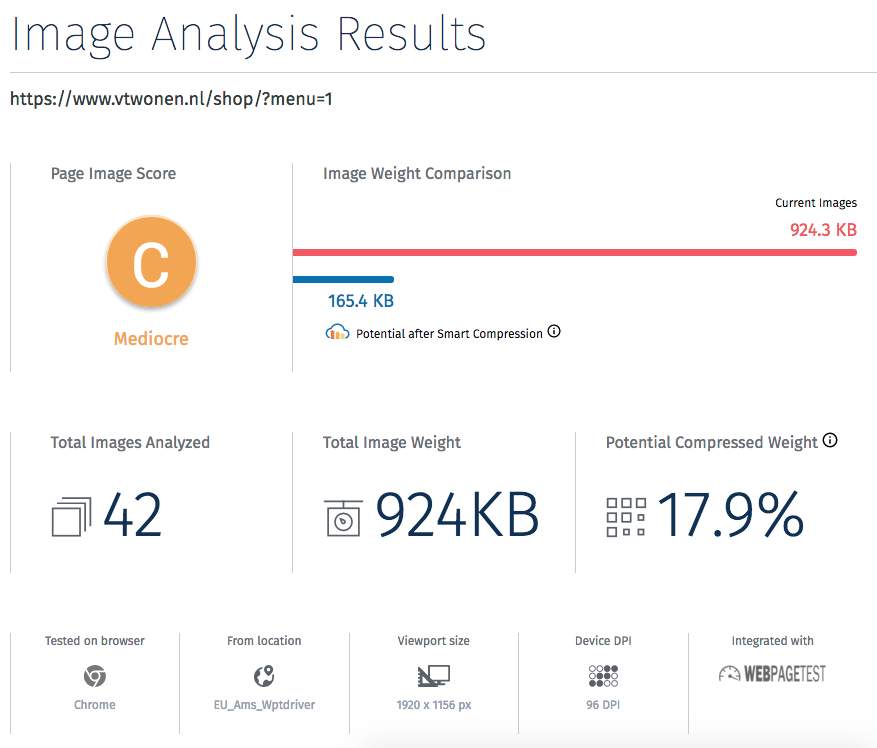 Image Analysis Results
https://www.vtwonen.nl/shop/?menu=1
Page Image Score
C
Mediocre
Image Weight Comparison
Current Images
924.3 KB
165.4 KB
Potential after Smart Compression
Total Images Analyzed
42
Total Image Weight
924KB
Potential Compressed Weight
17.9%
Tested on browser
Chrome
From location
EU_Ams_Wptdriver
Viewport size
1920 x 1156 px
Device DPI
96 DPI
Integrated with
WEBPAGETEST